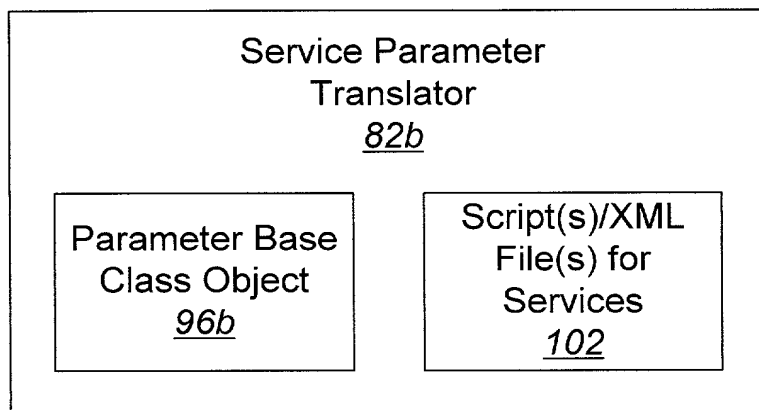 Service Parameter
Translator
82b
Parameter Base
Class Object
96b
Script(s)/XML
File(s) for
Services
102